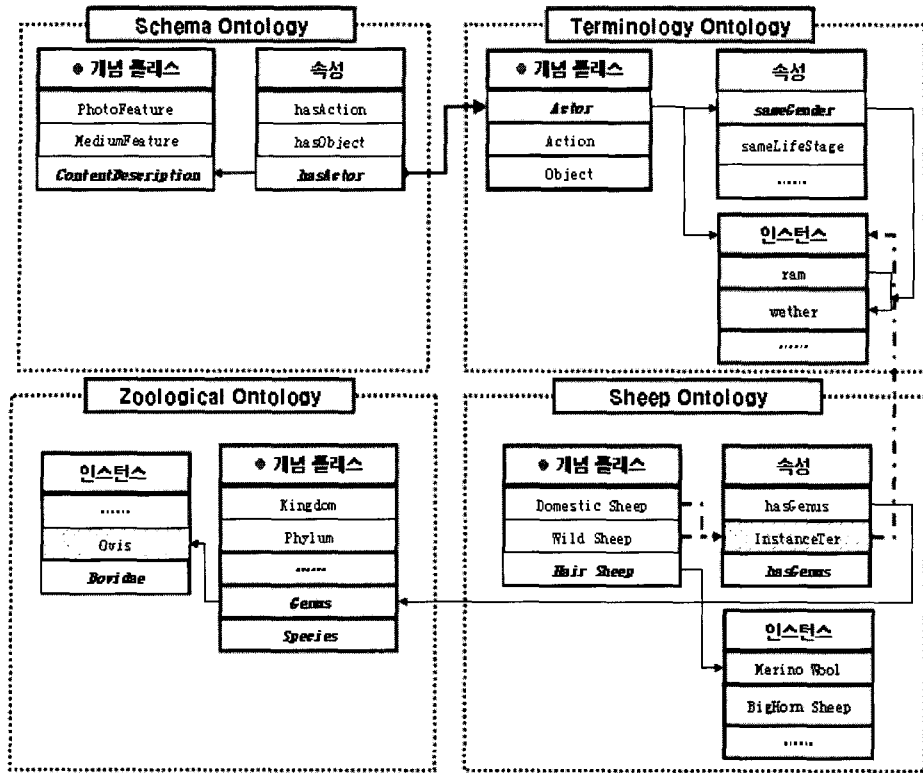 Schema Ontology
● 개념 클래스
PhotoFeature
MediumFeature
ContentDescription
속성
hasAction
hasObject
hasActor
Terminology Ontology
● 개념 클래스
Actor
Action
Object
속성
sameGender
sameLifeStage
......
인스턴스
ram
wether
......
Zoological Ontology
인스턴스
......
Ovis
Bovidae
● 개념 클래스
Kingdom
Phylum
......
Genus
Species
Sheep Ontology
● 개념 클래스
Domestic Sheep
Wild Sheep
Hair Sheep
속성
hasGenus
InstanceTer
hasGenus
인스턴스
Merino Wool
BigHorn Sheep
......